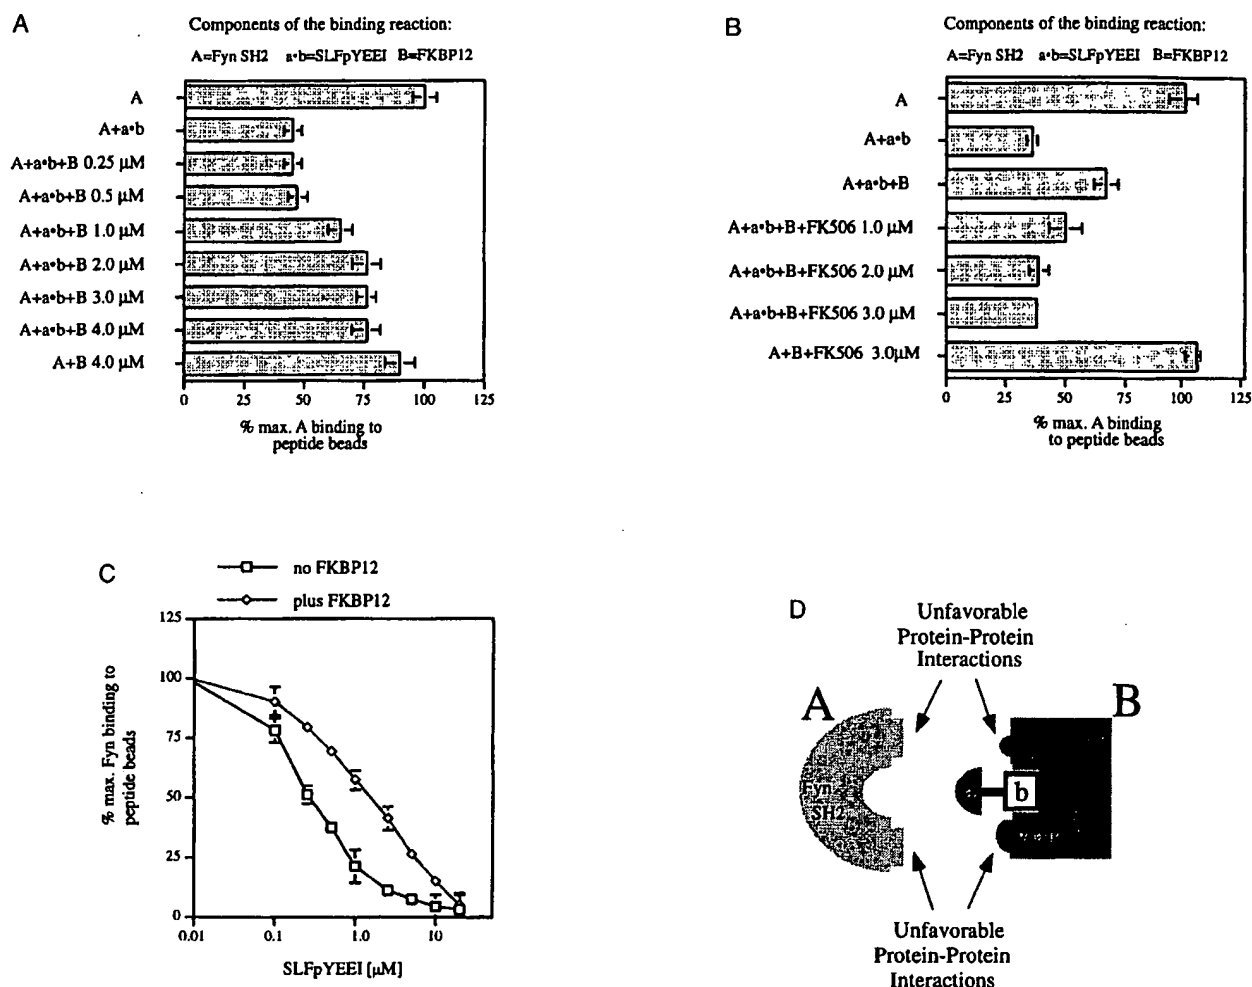 A
Components of the binding reaction:
A=Fyn SH2 a•b=SLFpYEEI B=FKBP12
A
A+a•b
A+a•b+B 0.25 µM
A+a•b+B 0.5 µM
A+a•b+B 1.0 µM
A+a•b+B 2.0 µM
A+a•b+B 3.0 µM
A+a•b+B 4.0 µM
A+B 4.0 µM
0 25 50 75 100 125
% max. A binding to
peptide beads
B
Components of the binding reaction:
A=Fyn SH2 a•b=SLFpYEEI B=FKBP12
A
A+a•b
A+a•b+B
A+a•b+B+FK506 1.0 µM
A+a•b+B+FK506 2.0 µM
A+a•b+B+FK506 3.0 µM
A+B+FK506 3.0µM
0 25 50 75 100 125
% max. A binding
to peptide beads
C
no FKBP12
plus FKBP12
125
100
75
50
25
0
0.01 0.1 1.0 10
% max. Fyn binding to
peptide beads
SLFpYEEI [µM]
D
Unfavorable
Protein-Protein
Interactions
A
B
Fyn
SH2
b
Unfavorable
Protein-Protein
Interactions